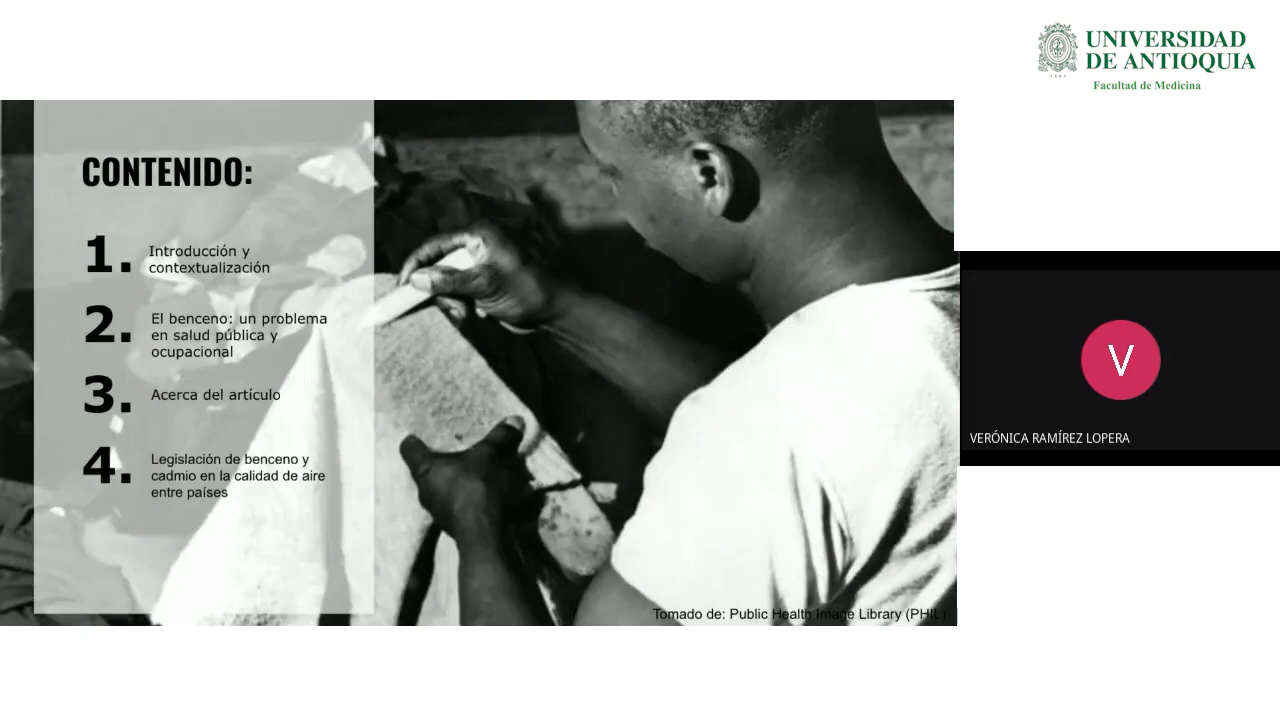 UNIVERSIDAD
DE ANTIOQUIA
Facultad de Medicina
CONTENIDO:
1.
Introducción y
contextualización
2.
El benceno: un problema
en salud pública y
ocupacional
3.
Acerca del artículo
4.
Legislación de benceno y
cadmio en la calidad de aire
entre países
Tomado de: Public Health Image Library (PHIL)
V
VERÓNICA RAMÍREZ LOPERA